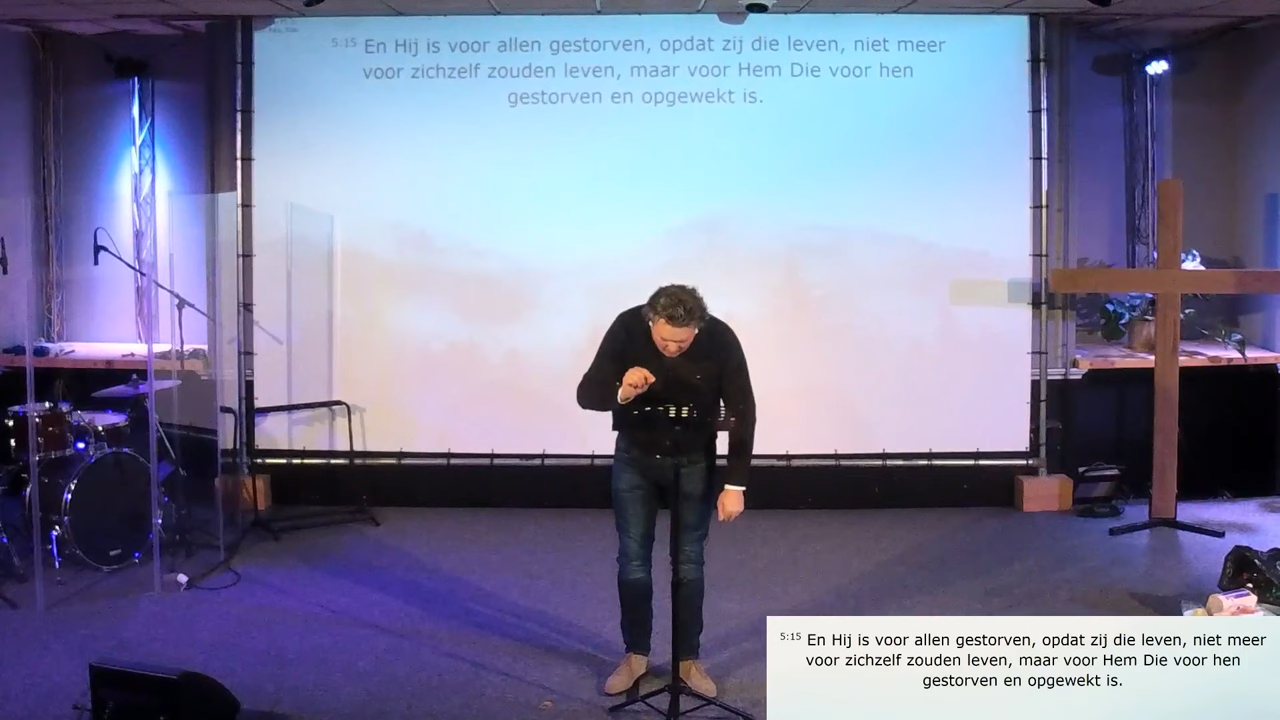 5:15 En Hij is voor allen gestorven, opdat zij die leven, niet meer
voor zichzelf zouden leven, maar voor Hem Die voor hen
gestorven en opgewekt is.
5:15 En Hij is voor allen gestorven, opdat zij die leven, niet meer
voor zichzelf zouden leven, maar voor Hem Die voor hen
gestorven en opgewekt is.